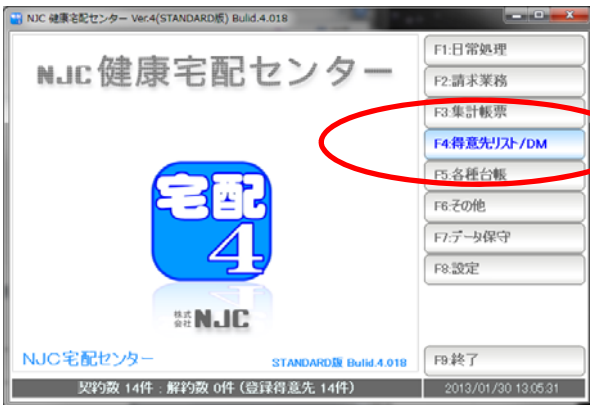 NJC 健康宅配センター Ver.4(STANDARD版) Bulid.4.018
NJC 健康宅配センター
宅配
4
株式会社 NJC
NJC宅配センター
STANDARD版 Bulid.4.018
契約数 14件 : 解約数 0件 (登録得意先 14件)
F1:日常処理
F2:請求業務
F3:集計帳票
F4:得意先リスト/DM
F5:各種台帳
F6:その他
F7:データ保守
F8:設定
F9:終了
2013/01/30 13:05:31